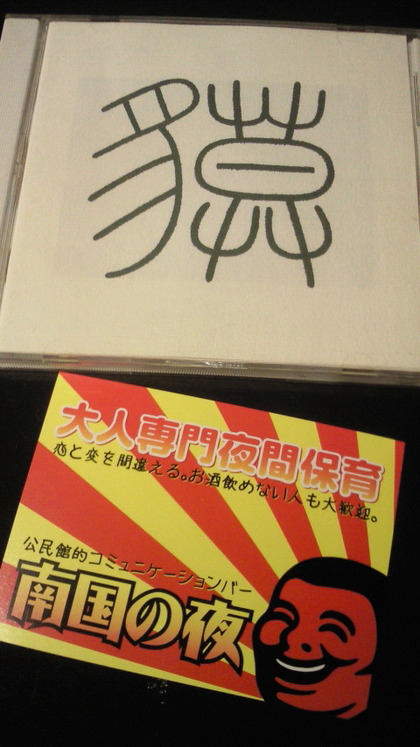 貘
大人専門夜間保育
恋と変を間違える。お酒飲めない人も大歓迎。
公民館的コミュニケーションバー
南国の夜